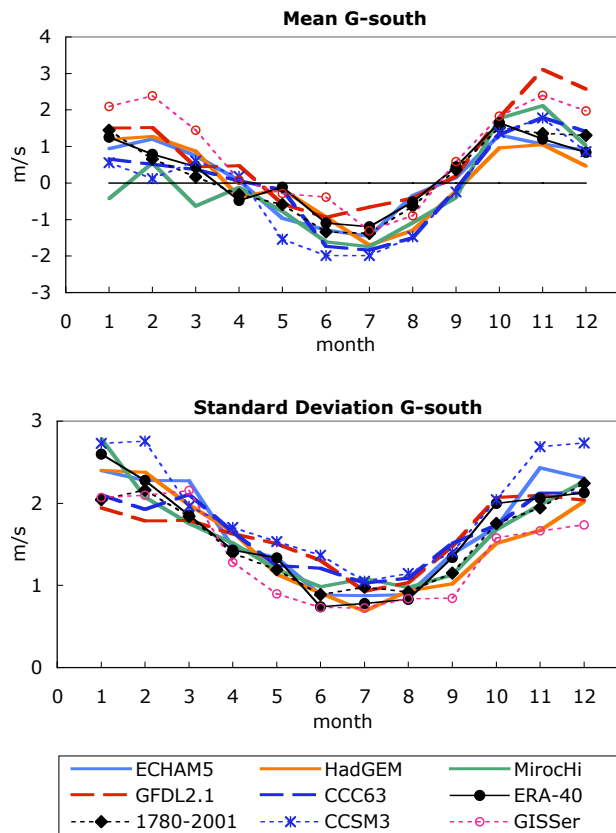 Mean G-south
4
3
2
1
0
-1
-2
-3
m/s
0 1 2 3 4 5 6 7 8 9 10 11 12
month
Standard Deviation G-south
3
2
1
0
m/s
0 1 2 3 4 5 6 7 8 9 10 11 12
month
ECHAM5 HadGEM MirocHi
GFDL2.1 CCC63 ERA-40
1780-2001 CCSM3 GISSer